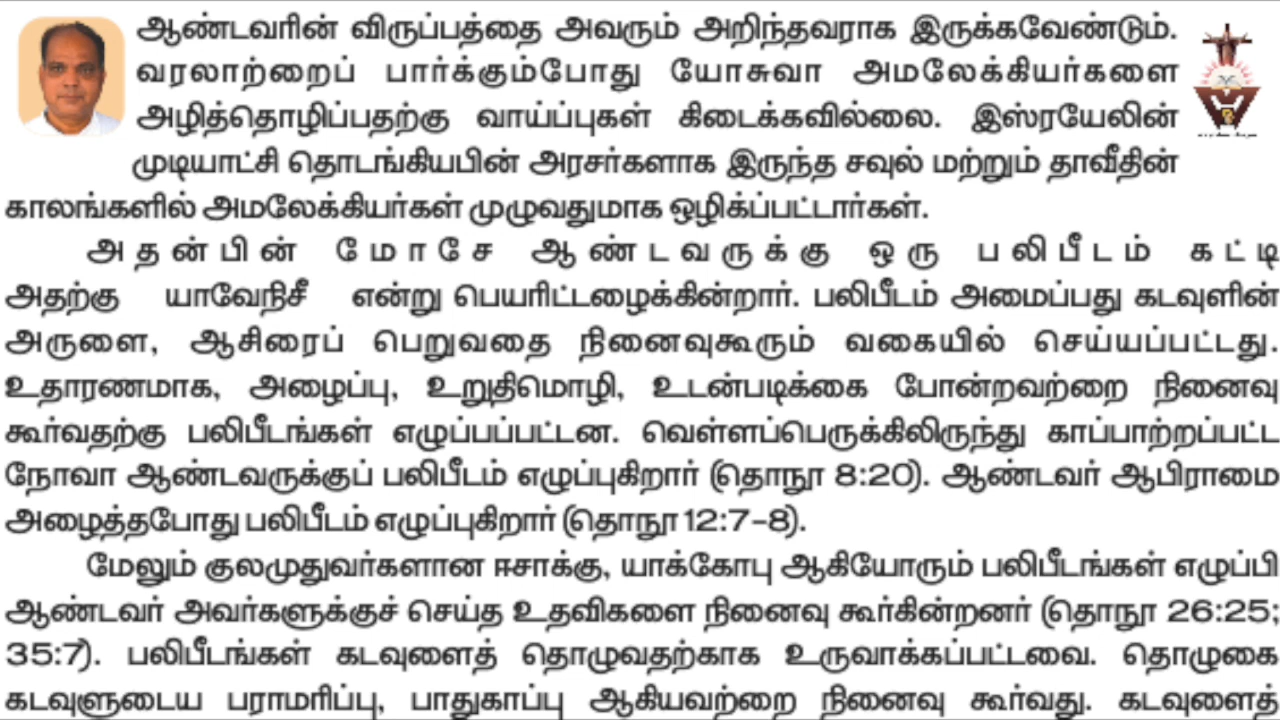 ஆண்டவரின் விருப்பத்தை அவரும் அறிந்தவராக இருக்கவேண்டும்.
வரலாற்றைப் பார்க்கும்போது யோசுவா அமலேக்கியர்களை
அழித்தொழிப்பதற்கு வாய்ப்புகள் கிடைக்கவில்லை. இஸ்ரயேலின்
முடியாட்சி தொடங்கியபின் அரசர்களாக இருந்த சவுல் மற்றும் தாவீதின்
காலங்களில் அமலேக்கியர்கள் முழுவதுமாக ஒழிக்ப்பட்டார்கள்.
அதன்பின் மோசே ஆண்டவருக்கு ஒரு பலிபீடம் கட்டி
அதற்கு யாவேநிசீ என்று பெயரிட்டழைக்கின்றார். பலிபீடம் அமைப்பது கடவுளின்
அருளை, ஆசிரைப் பெறுவதை நினைவுகூரும் வகையில் செய்யப்பட்டது.
உதாரணமாக, அழைப்பு, உறுதிமொழி, உடன்படிக்கை போன்றவற்றை நினைவு
கூர்வதற்கு பலிபீடங்கள் எழுப்பப்பட்டன. வெள்ளப்பெருக்கிலிருந்து காப்பாற்றப்பட்ட
நோவா ஆண்டவருக்குப் பலிபீடம் எழுப்புகிறார் (தொநூ 8:20). ஆண்டவர் ஆபிராமை
அழைத்தபோது பலிபீடம் எழுப்புகிறார் (தொநூ 12:7-8).
மேலும் குலமுதுவர்களான ஈசாக்கு, யாக்கோபு ஆகியோரும் பலிபீடங்கள் எழுப்பி
ஆண்டவர் அவர்களுக்குச் செய்த உதவிகளை நினைவு கூர்கின்றனர் (தொநூ 26:25;
35:7). பலிபீடங்கள் கடவுளைத் தொழுவதற்காக உருவாக்கப்பட்டவை. தொழுகை
கடவுளுடைய பராமரிப்பு, பாதுகாப்பு ஆகியவற்றை நினைவு கூர்வது. கடவுளைத்